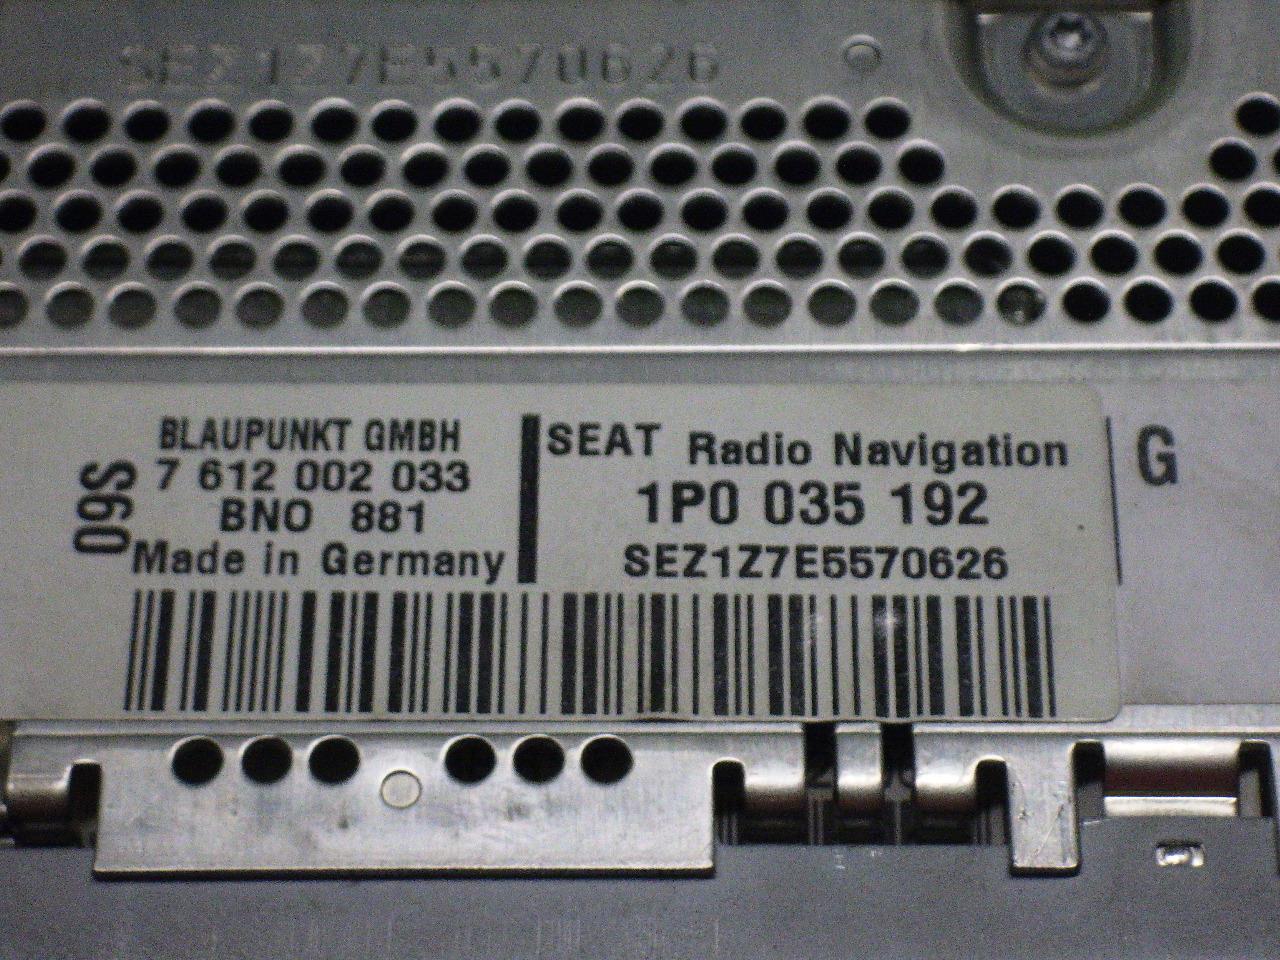 SEZ1Z7E5570626
BLAUPUNKT GMBH
7 612 002 033
BNO 881
Made in Germany
09S
SEAT Radio Navigation
1P0 035 192
SEZ1Z7E5570626
G